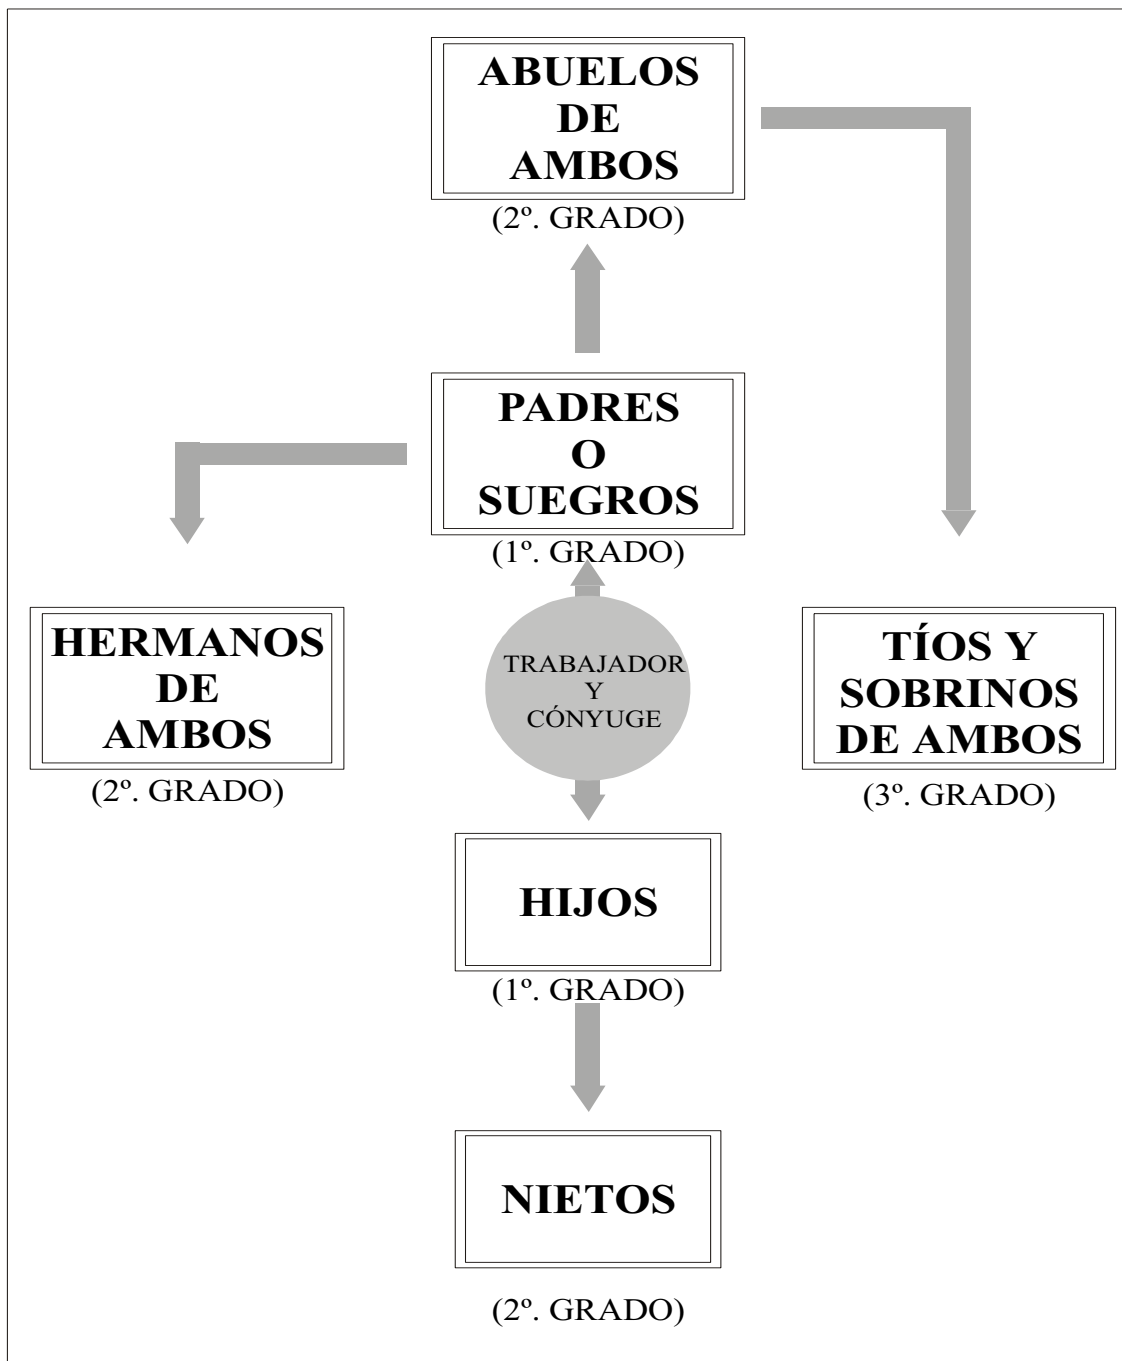 ABUELOS
DE
AMBOS
(2º. GRADO)
PADRES
O
SUEGROS
(1º. GRADO)
HERMANOS
DE
AMBOS
(2º. GRADO)
TRABAJADOR
Y
CÓNYUGE
TÍOS Y
SOBRINOS
DE AMBOS
(3º. GRADO)
HIJOS
(1º. GRADO)
NIETOS
(2º. GRADO)